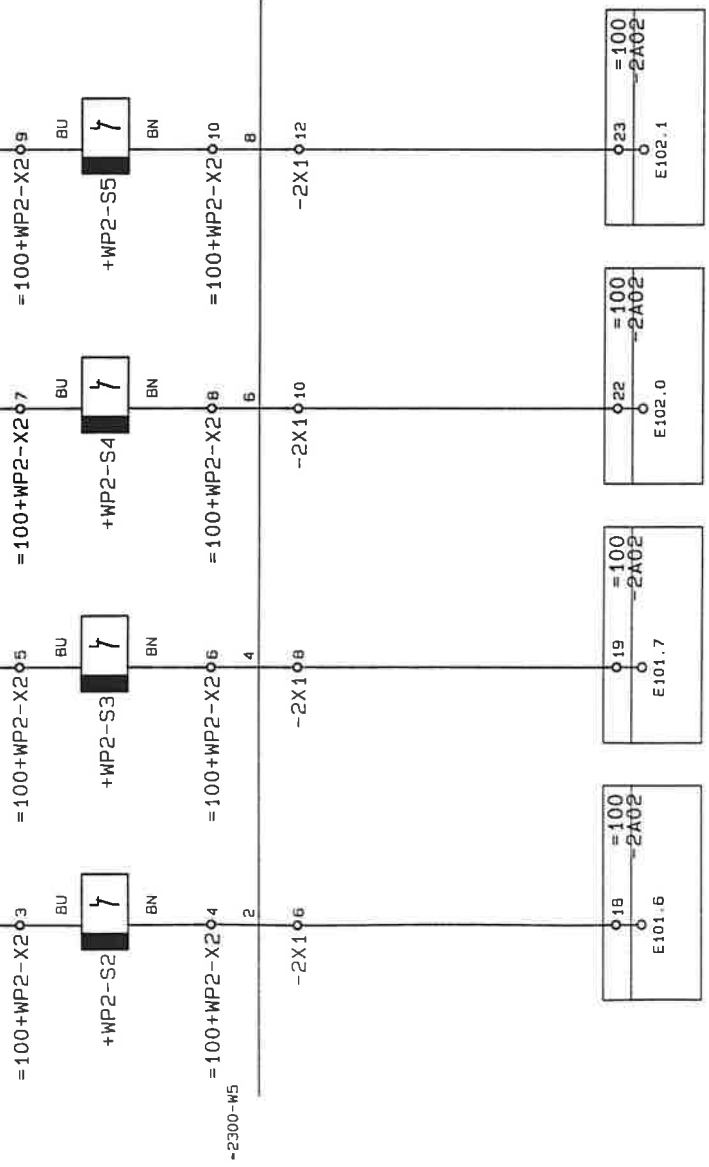 =100+WP2-X2 3
BU
+WP2-S2
BN
=100+WP2-X2 4
2
-2X1 6
18
=100
-2A02
E101.6
=100+WP2-X2 5
BU
+WP2-S3
BN
=100+WP2-X2 6
4
-2X1 8
19
=100
-2A02
E101.7
=100+WP2-X2 7
BU
+WP2-S4
BN
=100+WP2-X2 8
6
-2X1 10
22
=100
-2A02
E102.0
=100+WP2-X2 9
BU
+WP2-S5
BN
=100+WP2-X2 10
8
-2X1 12
23
=100
-2A02
E102.1
-2300-W5